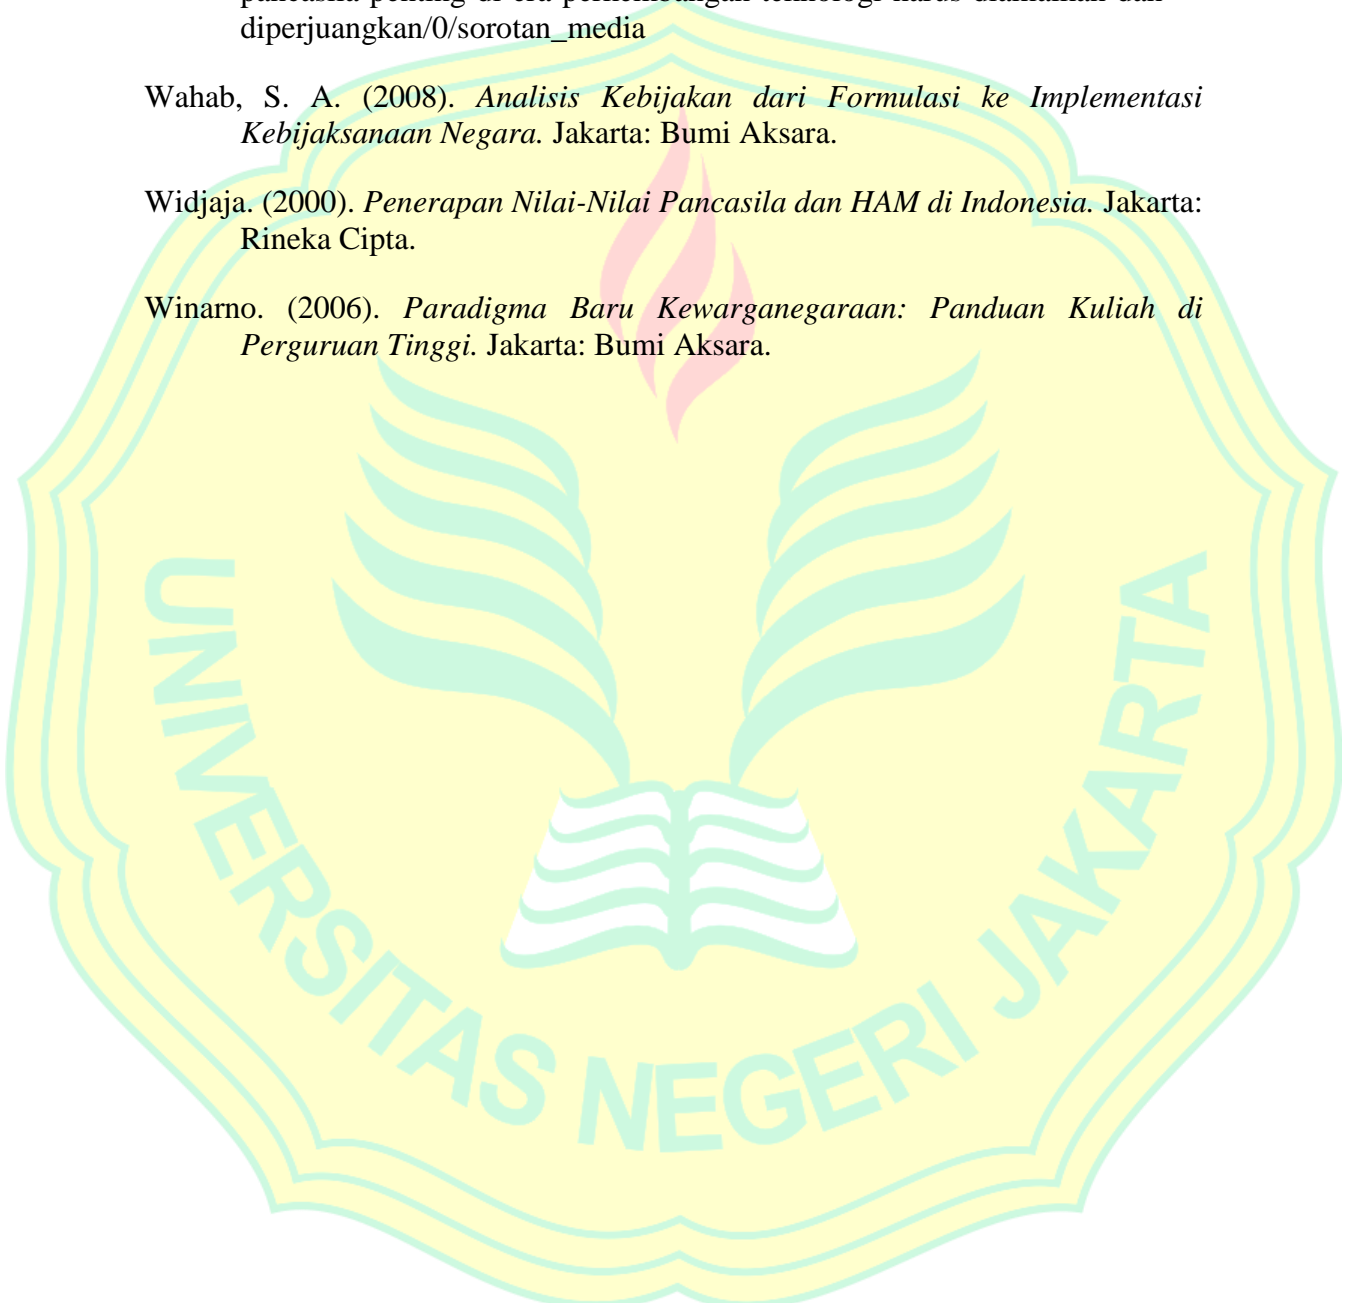 diperjuangkan/0/sorotan_media
Wahab, S. A. (2008). Analisis Kebijakan dari Formulasi ke Implementasi
Kebijaksanaan Negara. Jakarta: Bumi Aksara.
Widjaja. (2000). Penerapan Nilai-Nilai Pancasila dan HAM di Indonesia. Jakarta:
Rineka Cipta.
Winarno. (2006). Paradigma Baru Kewarganegaraan: Panduan Kuliah di
Perguruan Tinggi. Jakarta: Bumi Aksara.
UNIVERSITAS NEGERI JAKARTA